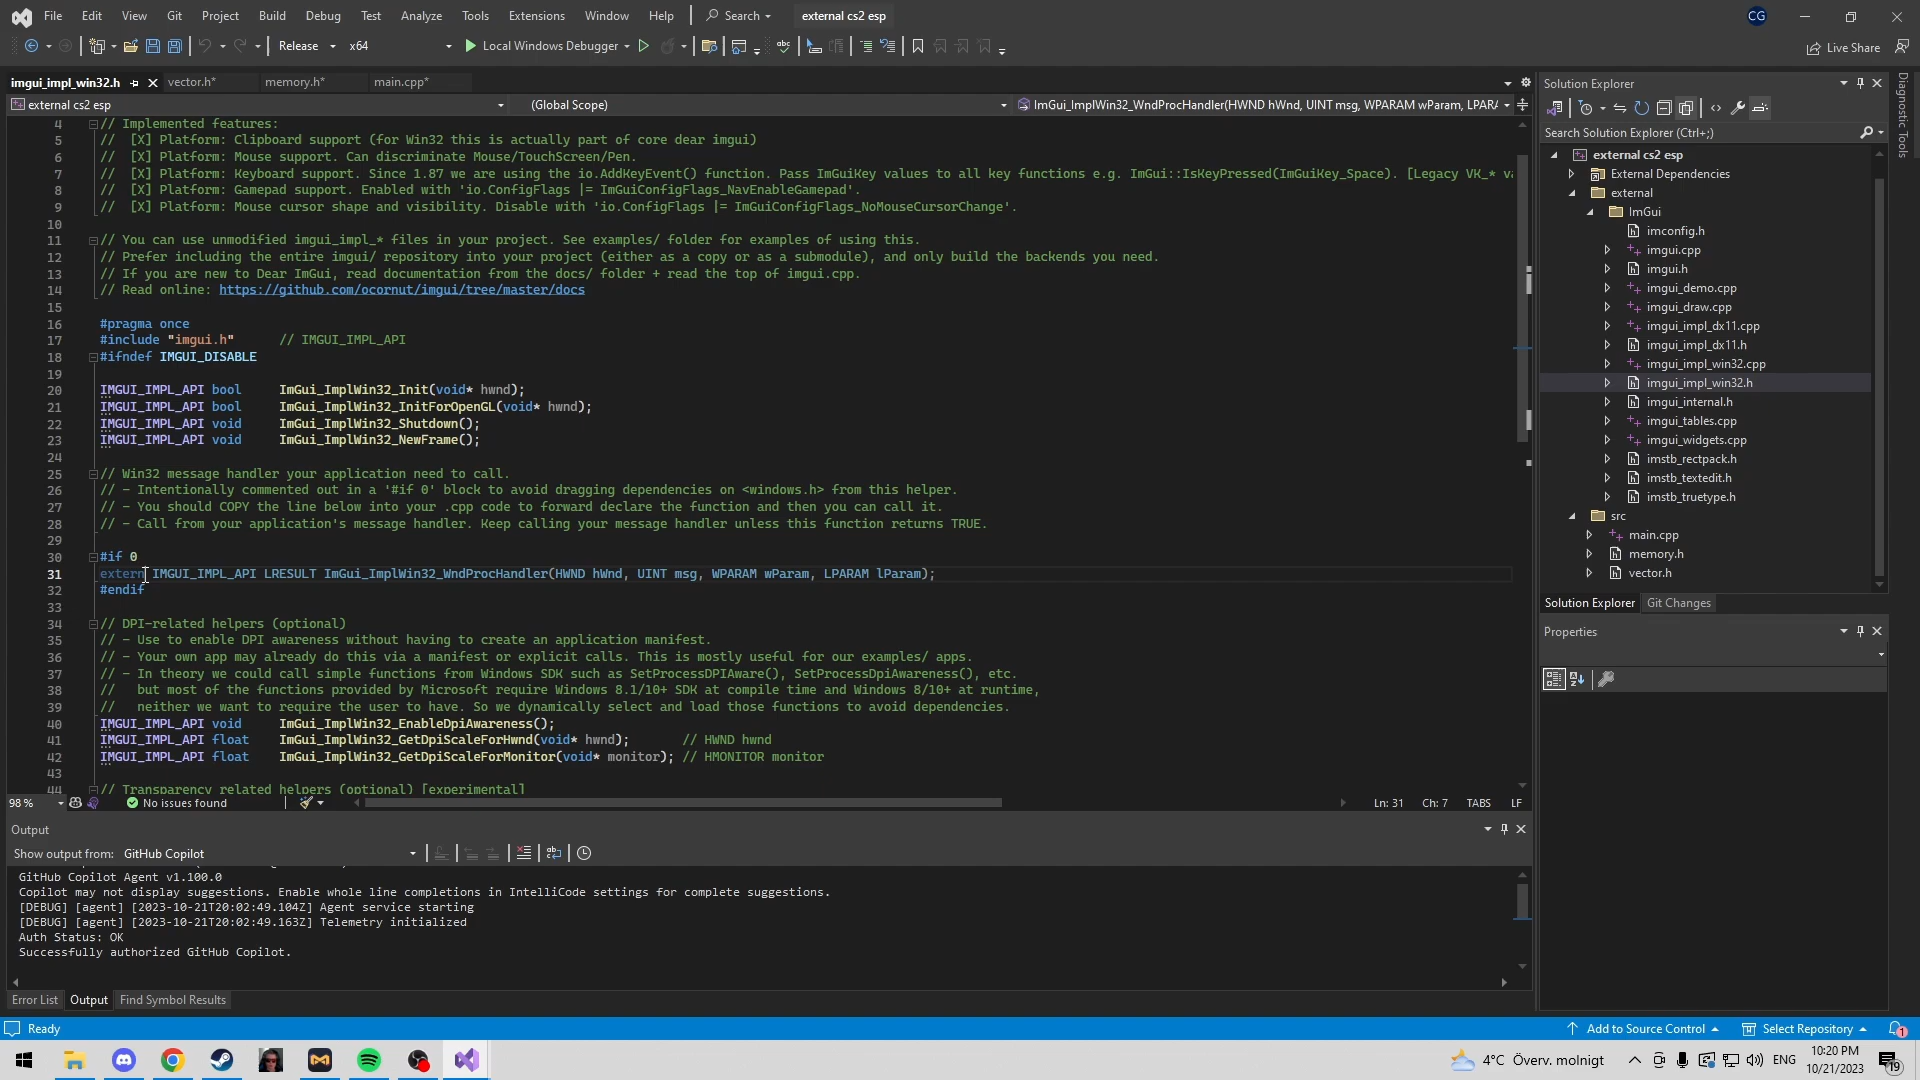 File Edit View Git Project Build Debug Test Analyze Tools Extensions Window Help Search external cs2 esp CG
Release x64 Local Windows Debugger Live Share
imgui_impl_win32.h vector.h* memory.h* main.cpp*
external cs2 esp (Global Scope) ImGui_ImplWin32_WndProcHandler(HWND hWnd, UINT msg, WPARAM wParam, LPARA
4 // Implemented features:
5 //  [X] Platform: Clipboard support (for Win32 this is actually part of core dear imgui)
6 //  [X] Platform: Mouse support. Can discriminate Mouse/TouchScreen/Pen.
7 //  [X] Platform: Keyboard support. Since 1.87 we are using the io.AddKeyEvent() function. Pass ImGuiKey values to all key functions e.g. ImGui::IsKeyPressed(ImGuiKey_Space). [Legacy VK_* va
8 //  [X] Platform: Gamepad support. Enabled with 'io.ConfigFlags |= ImGuiConfigFlags_NavEnableGamepad'.
9 //  [X] Platform: Mouse cursor shape and visibility. Disable with 'io.ConfigFlags |= ImGuiConfigFlags_NoMouseCursorChange'.
10
11 // You can use unmodified imgui_impl_* files in your project. See examples/ folder for examples of using this.
12 // Prefer including the entire imgui/ repository into your project (either as a copy or as a submodule), and only build the backends you need.
13 // If you are new to Dear ImGui, read documentation from the docs/ folder + read the top of imgui.cpp.
14 // Read online: https://github.com/ocornut/imgui/tree/master/docs
15
16 #pragma once
17 #include "imgui.h"      // IMGUI_IMPL_API
18 #ifndef IMGUI_DISABLE
19
20 IMGUI_IMPL_API bool     ImGui_ImplWin32_Init(void* hwnd);
21 IMGUI_IMPL_API bool     ImGui_ImplWin32_InitForOpenGL(void* hwnd);
22 IMGUI_IMPL_API void     ImGui_ImplWin32_Shutdown();
23 IMGUI_IMPL_API void     ImGui_ImplWin32_NewFrame();
24
25 // Win32 message handler your application need to call.
26 // - Intentionally commented out in a '#if 0' block to avoid dragging dependencies on <windows.h> from this helper.
27 // - You should COPY the line below into your .cpp code to forward declare the function and then you can call it.
28 // - Call from your application's message handler. Keep calling your message handler unless this function returns TRUE.
29
30 #if 0
31 extern IMGUI_IMPL_API LRESULT ImGui_ImplWin32_WndProcHandler(HWND hWnd, UINT msg, WPARAM wParam, LPARAM lParam);
32 #endif
33
34 // DPI-related helpers (optional)
35 // - Use to enable DPI awareness without having to create an application manifest.
36 // - Your own app may already do this via a manifest or explicit calls. This is mostly useful for our examples/ apps.
37 // - In theory we could call simple functions from Windows SDK such as SetProcessDPIAware(), SetProcessDpiAwareness(), etc.
38 //   but most of the functions provided by Microsoft require Windows 8.1/10+ SDK at compile time and Windows 8/10+ at runtime,
39 //   neither we want to require the user to have. So we dynamically select and load those functions to avoid dependencies.
40 IMGUI_IMPL_API void     ImGui_ImplWin32_EnableDpiAwareness();
41 IMGUI_IMPL_API float    ImGui_ImplWin32_GetDpiScaleForHwnd(void* hwnd);       // HWND hwnd
42 IMGUI_IMPL_API float    ImGui_ImplWin32_GetDpiScaleForMonitor(void* monitor); // HMONITOR monitor
43
44 // Transparency related helpers (optional) [experimental]
98 % No issues found Ln: 31 Ch: 7 TABS LF
Output
Show output from: GitHub Copilot
GitHub Copilot Agent v1.100.0
Copilot may not display suggestions. Enable whole line completions in IntelliCode settings for complete suggestions.
[DEBUG] [agent] [2023-10-21T20:02:49.104Z] Agent service starting
[DEBUG] [agent] [2023-10-21T20:02:49.163Z] Telemetry initialized
Auth Status: OK
Successfully authorized GitHub Copilot.
Error List Output Find Symbol Results
Solution Explorer
Search Solution Explorer (Ctrl+;)
external cs2 esp
External Dependencies
external
ImGui
imconfig.h
imgui.cpp
imgui.h
imgui_demo.cpp
imgui_draw.cpp
imgui_impl_dx11.cpp
imgui_impl_dx11.h
imgui_impl_win32.cpp
imgui_impl_win32.h
imgui_internal.h
imgui_tables.cpp
imgui_widgets.cpp
imstb_rectpack.h
imstb_textedit.h
imstb_truetype.h
src
main.cpp
memory.h
vector.h
Solution Explorer Git Changes
Properties
Diagnostic Tools
Ready Add to Source Control Select Repository 1
4°C Överv. molnigt ENG 10:20 PM
10/21/2023 19